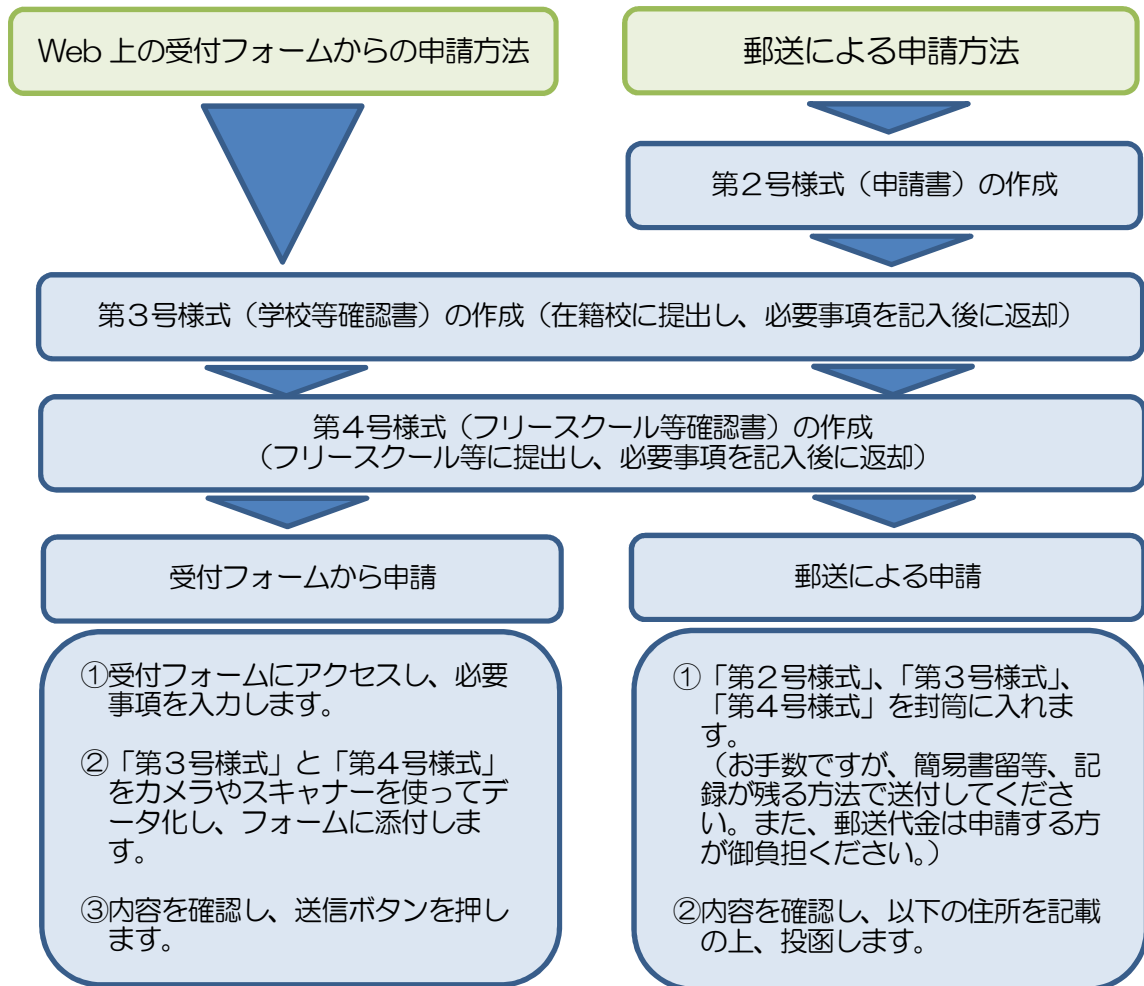 Web 上の受付フォームからの申請方法
郵送による申請方法
第２号様式（申請書）の作成
第３号様式（学校等確認書）の作成（在籍校に提出し、必要事項を記入後に返却）
第４号様式（フリースクール等確認書）の作成
（フリースクール等に提出し、必要事項を記入後に返却）
受付フォームから申請
①受付フォームにアクセスし、必要
事項を入力します。
②「第３号様式」と「第４号様式」
をカメラやスキャナーを使ってデ
ータ化し、フォームに添付しま
す。
③内容を確認し、送信ボタンを押し
ます。
郵送による申請
①「第２号様式」、「第３号様式」、
「第４号様式」を封筒に入れま
す。
（お手数ですが、簡易書留等、記
録が残る方法で送付してくださ
い。また、郵送代金は申請する方
が御負担ください。）
②内容を確認し、以下の住所を記載
の上、投函します。